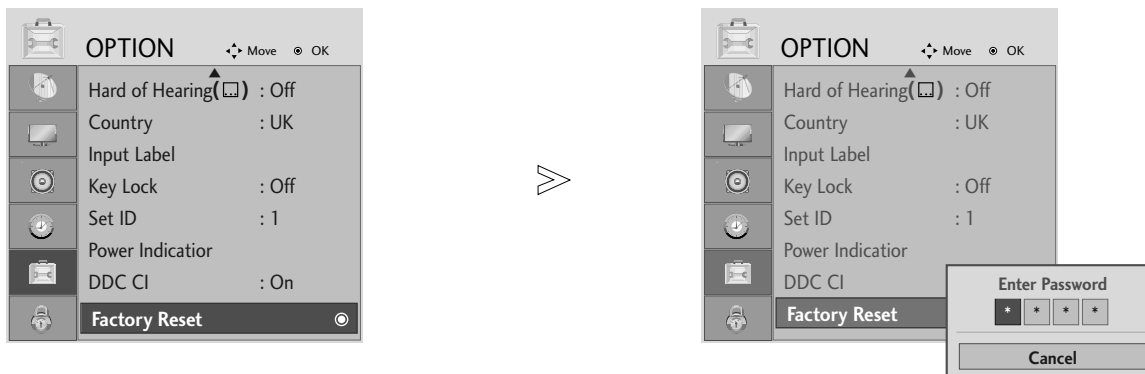 OPTION Move OK
Hard of Hearing( ) : Off
Country : UK
Input Label
Key Lock : Off
Set ID : 1
Power Indicatior
DDC CI : On
Factory Reset
OPTION Move OK
Hard of Hearing( ) : Off
Country : UK
Input Label
Key Lock : Off
Set ID : 1
Power Indicatior
DDC CI
Factory Reset
Enter Password
* * * *
Cancel